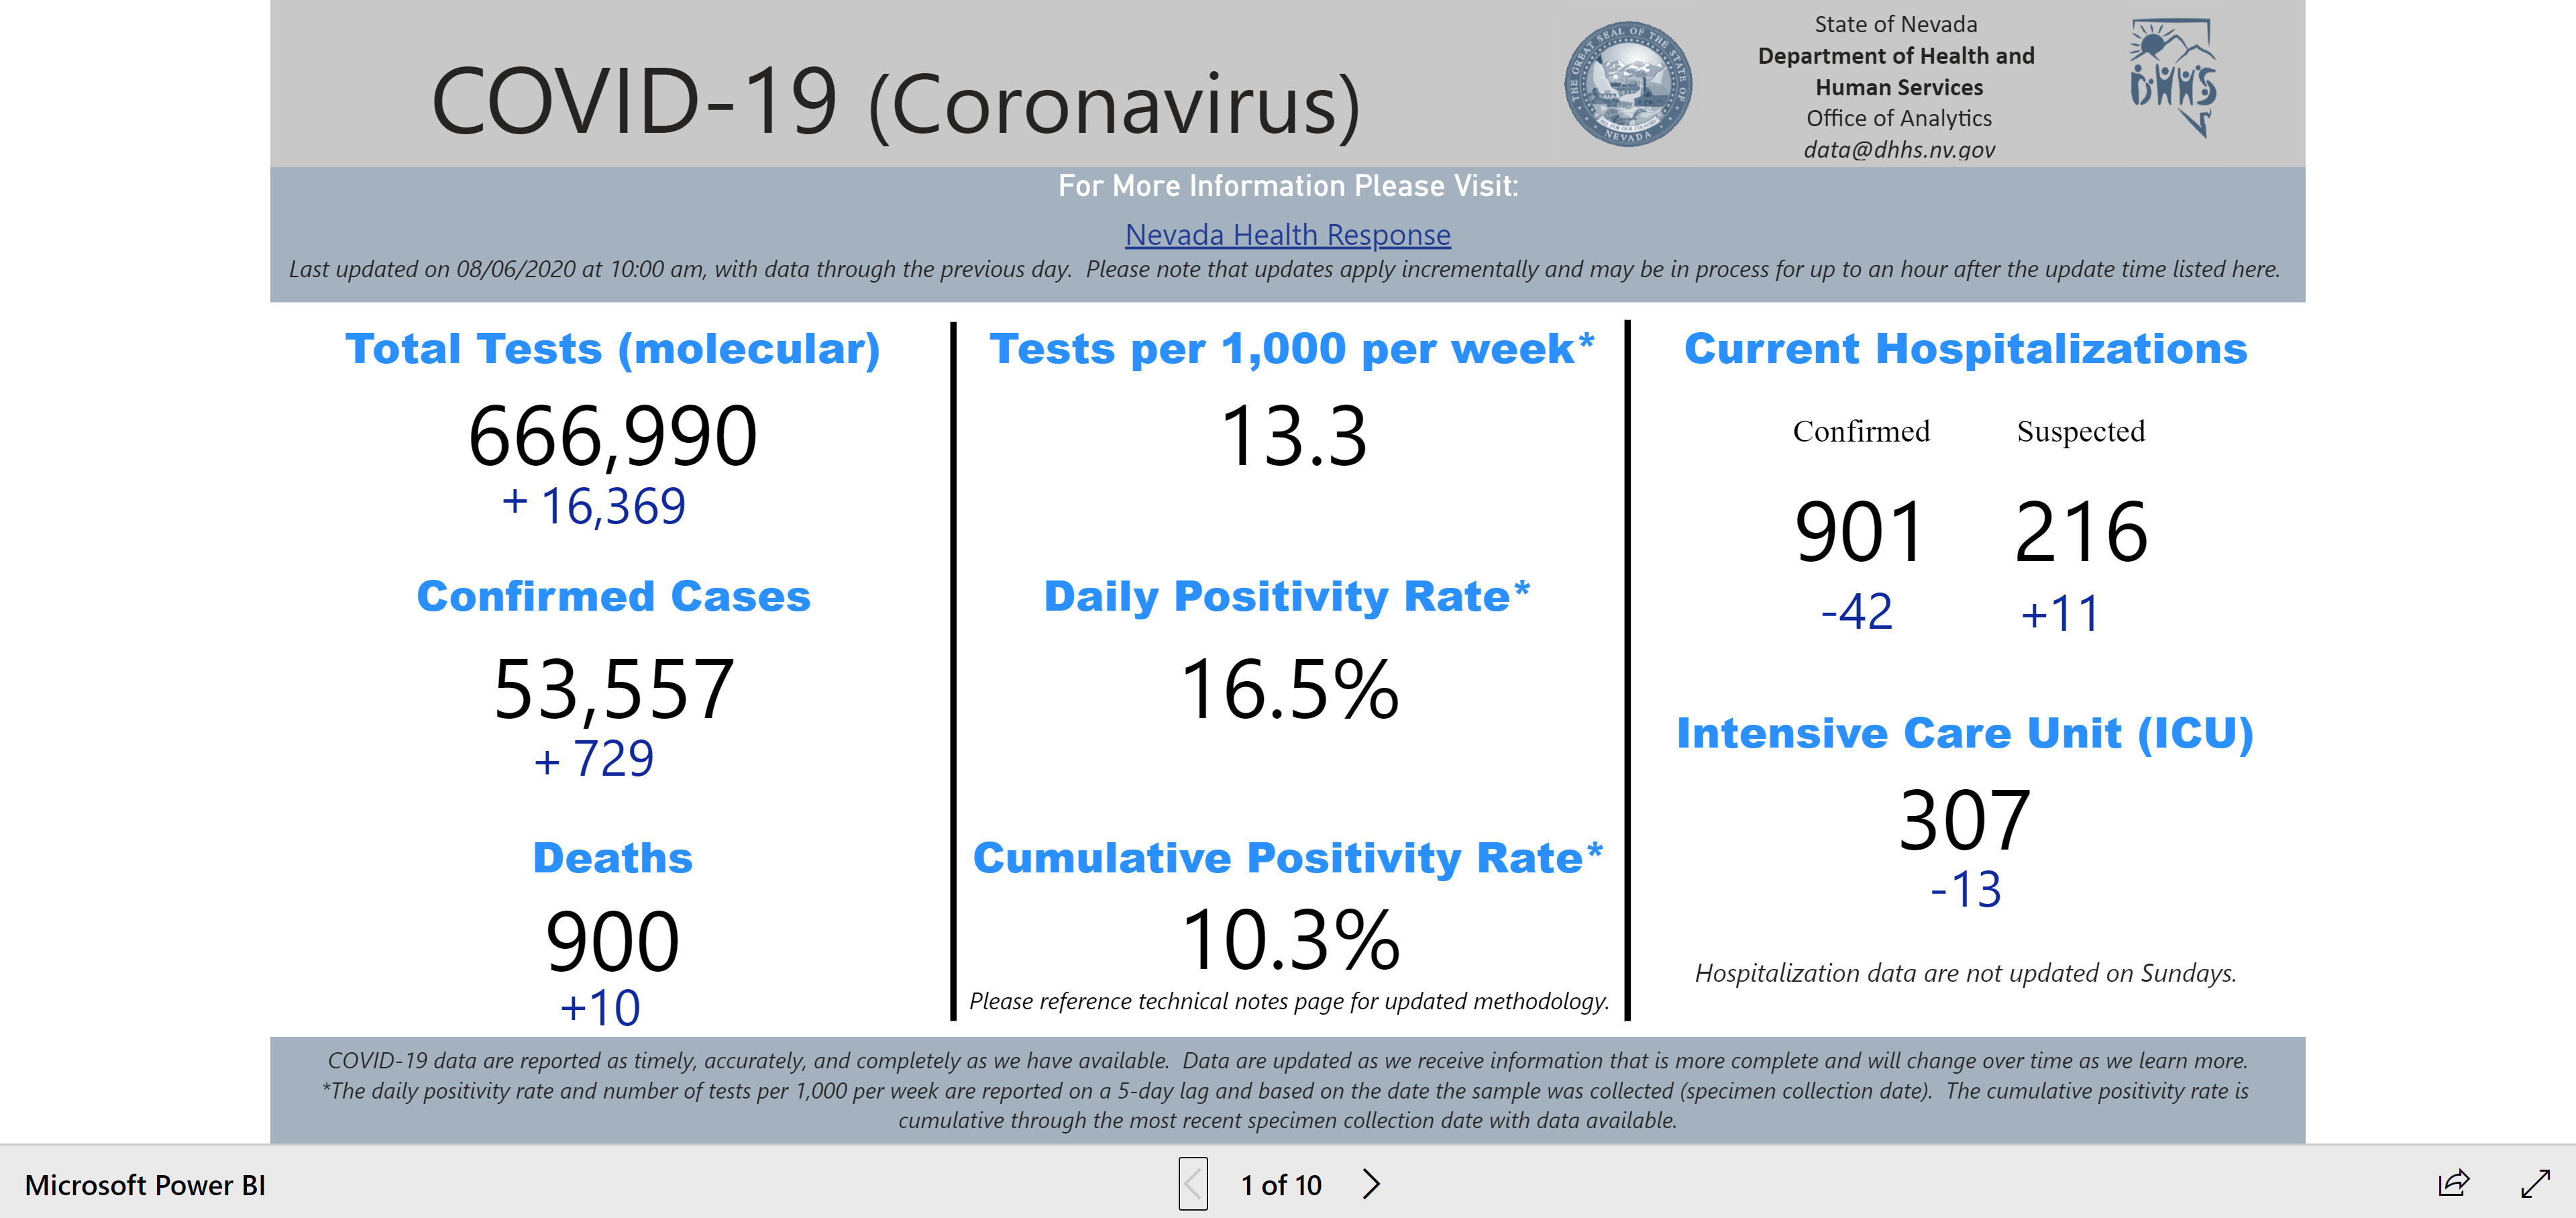 COVID-19 (Coronavirus)
THE GREAT SEAL OF THE STATE OF NEVADA
ALL FOR OUR COUNTRY
State of Nevada
Department of Health and
Human Services
Office of Analytics
data@dhhs.nv.gov
DHHS
For More Information Please Visit:
Nevada Health Response
Last updated on 08/06/2020 at 10:00 am, with data through the previous day.  Please note that updates apply incrementally and may be in process for up to an hour after the update time listed here.
Total Tests (molecular)
666,990
+ 16,369
Confirmed Cases
53,557
+ 729
Deaths
900
+10
Tests per 1,000 per week*
13.3
Daily Positivity Rate*
16.5%
Cumulative Positivity Rate*
10.3%
Please reference technical notes page for updated methodology.
Current Hospitalizations
Confirmed Suspected
901 216
-42 +11
Intensive Care Unit (ICU)
307
-13
Hospitalization data are not updated on Sundays.
COVID-19 data are reported as timely, accurately, and completely as we have available.  Data are updated as we receive information that is more complete and will change over time as we learn more.
*The daily positivity rate and number of tests per 1,000 per week are reported on a 5-day lag and based on the date the sample was collected (specimen collection date).  The cumulative positivity rate is
cumulative through the most recent specimen collection date with data available.
Microsoft Power BI
1 of 10